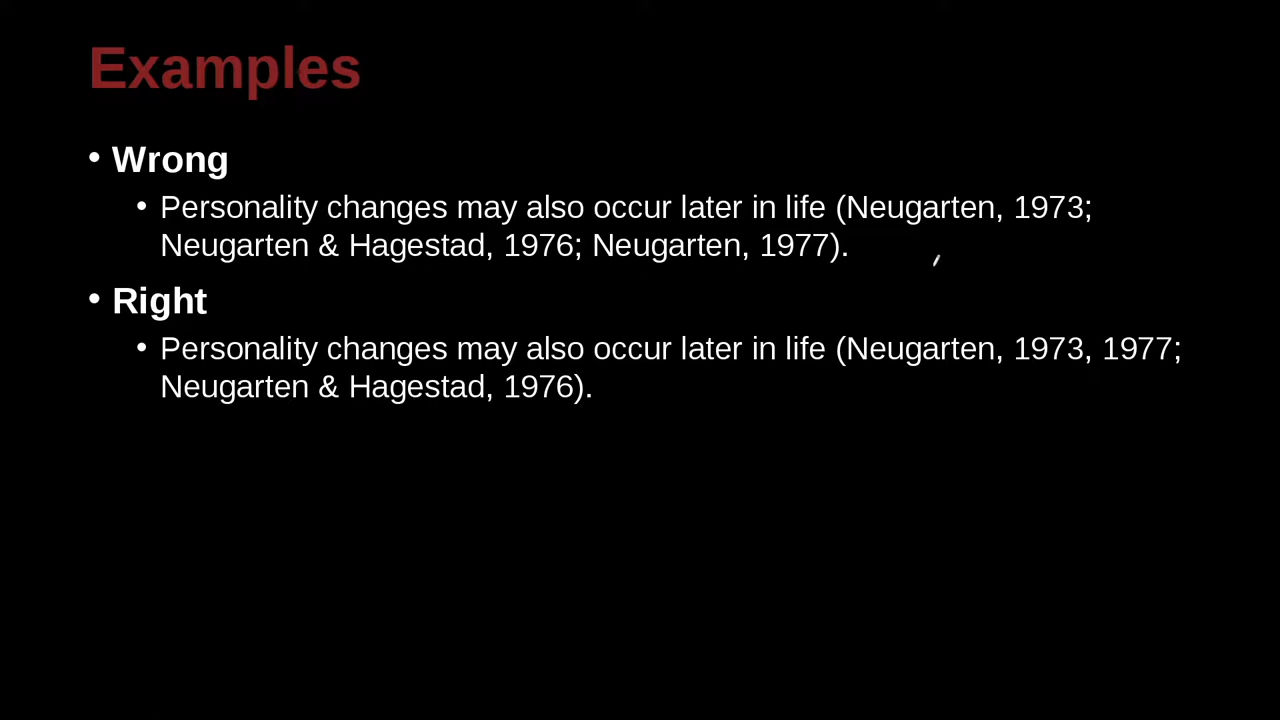 Examples
• Wrong
• Personality changes may also occur later in life (Neugarten, 1973;
Neugarten & Hagestad, 1976; Neugarten, 1977).
• Right
• Personality changes may also occur later in life (Neugarten, 1973, 1977;
Neugarten & Hagestad, 1976).